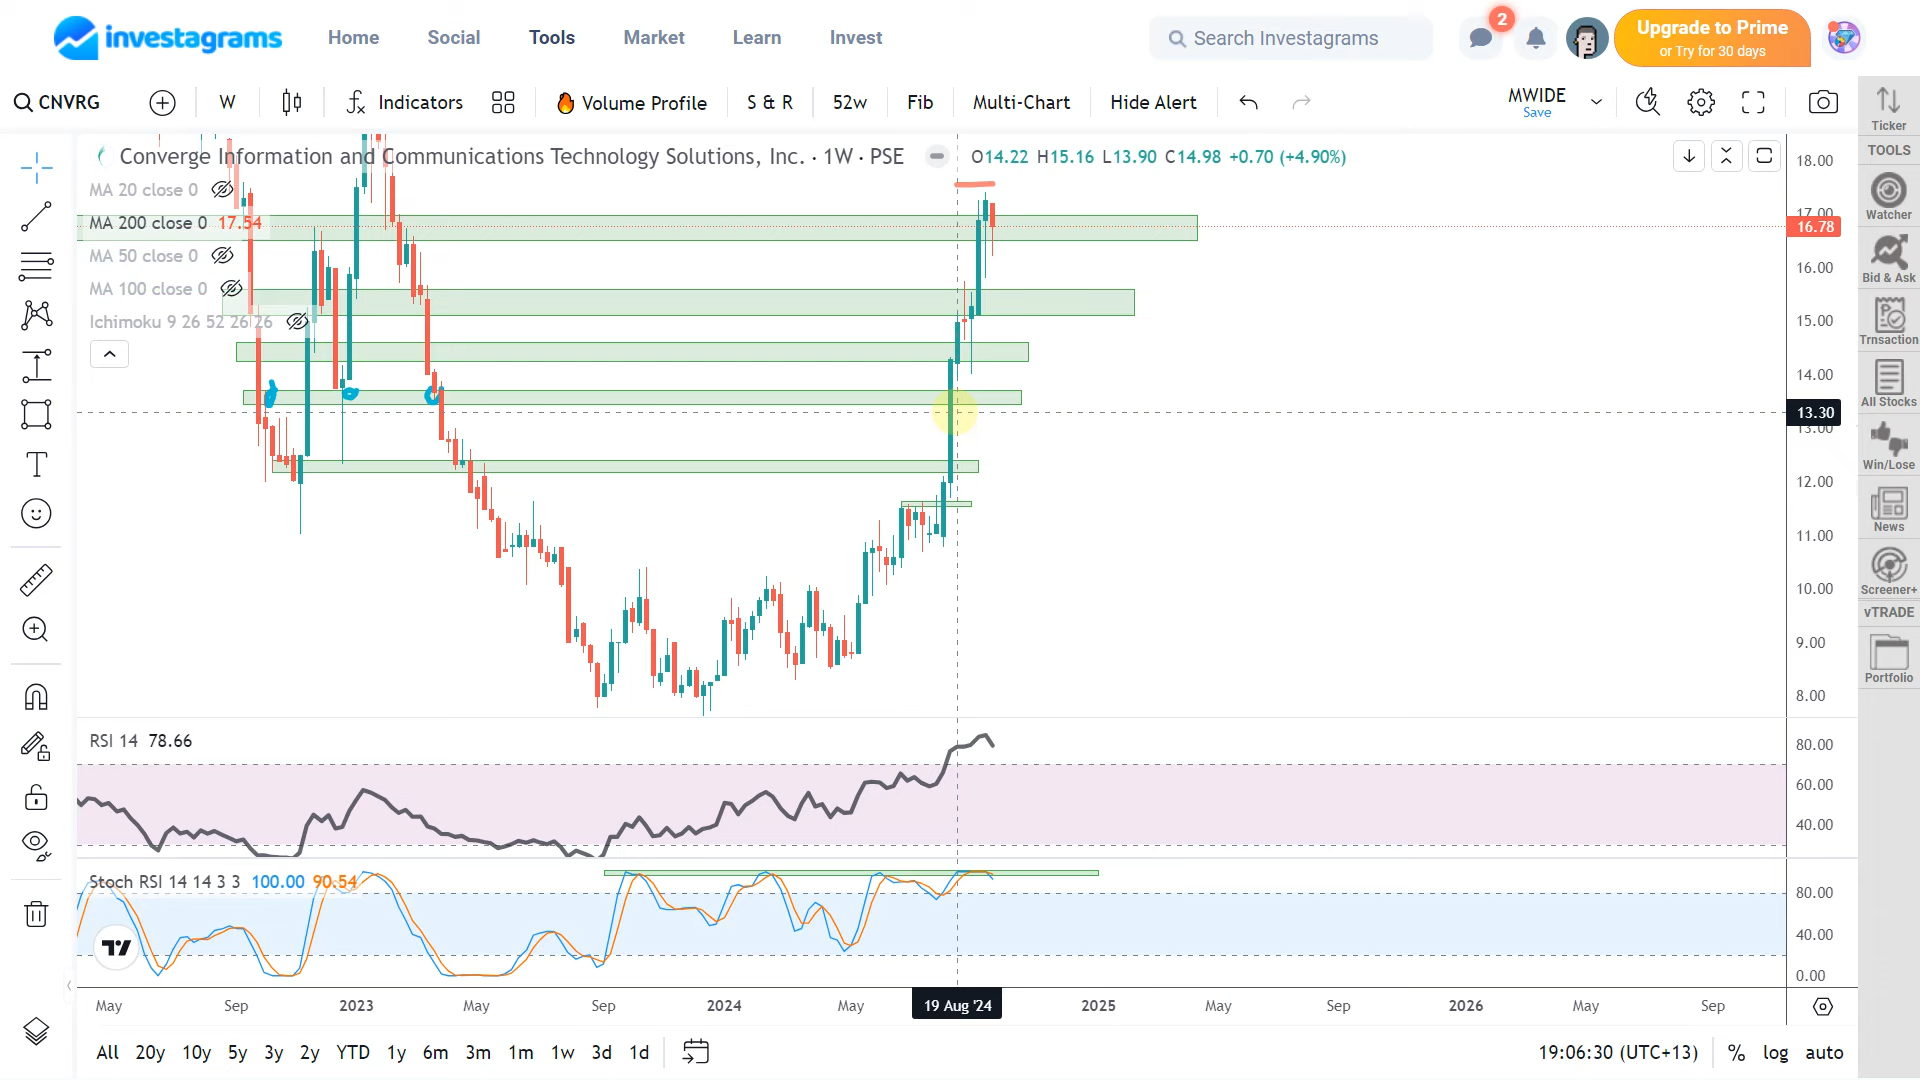 investagrams
Home
Social
Tools
Market
Learn
Invest
Search Investagrams
2
Upgrade to Prime
or Try for 30 days
CNVRG
W
Indicators
Volume Profile
S & R
52w
Fib
Multi-Chart
Hide Alert
MWIDE
Save
Ticker
TOOLS
Watcher
Bid & Ask
Trnsaction
All Stocks
Win/Lose
News
Screener+
vTRADE
Portfolio
Converge Information and Communications Technology Solutions, Inc. · 1W · PSE
O14.22 H15.16 L13.90 C14.98 +0.70 (+4.90%)
MA 20 close 0
MA 200 close 0 17.54
MA 50 close 0
MA 100 close 0
Ichimoku 9 26 52 26 26
18.00
17.00
16.78
16.00
15.00
14.00
13.30
13.00
12.00
11.00
10.00
9.00
8.00
RSI 14 78.66
80.00
60.00
40.00
Stoch RSI 14 14 3 3 100.00 90.54
80.00
40.00
0.00
May
Sep
2023
May
Sep
2024
May
19 Aug '24
2025
May
Sep
2026
May
Sep
All
20y
10y
5y
3y
2y
YTD
1y
6m
3m
1m
1w
3d
1d
19:06:30 (UTC+13)
%
log
auto